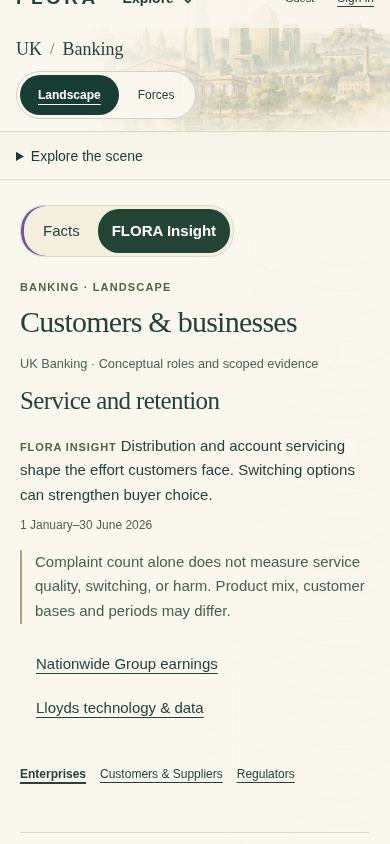 FLORA Explore Guest Sign in
UK / Banking
Landscape Forces
Explore the scene
Facts FLORA Insight
BANKING · LANDSCAPE
Customers & businesses
UK Banking · Conceptual roles and scoped evidence
Service and retention
FLORA INSIGHT Distribution and account servicing
shape the effort customers face. Switching options
can strengthen buyer choice.
1 January–30 June 2026
Complaint count alone does not measure service
quality, switching, or harm. Product mix, customer
bases and periods may differ.
Nationwide Group earnings
Lloyds technology & data
Enterprises Customers & Suppliers Regulators